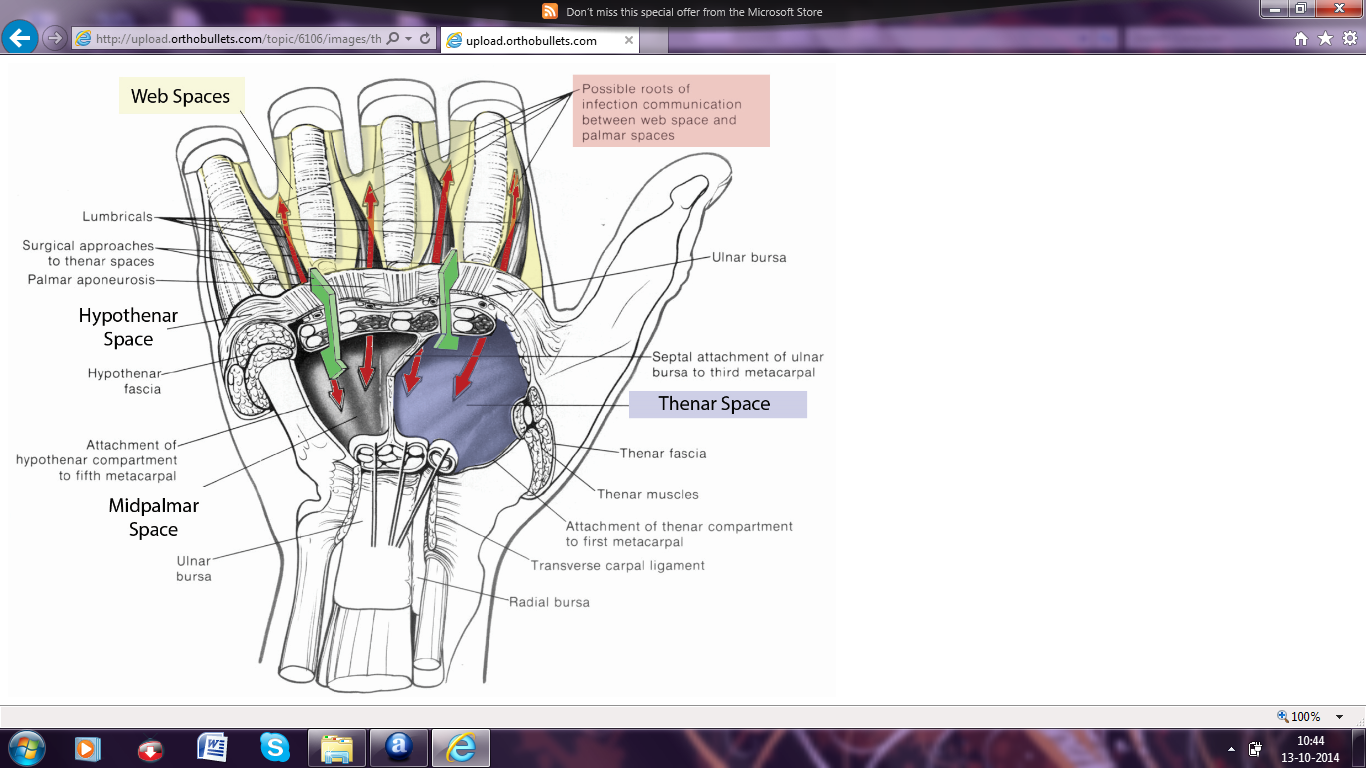 Don't miss this special offer from the Microsoft Store
http://upload.orthobullets.com/topic/6106/images/th
upload.orthobullets.com
Web Spaces
Possible roots of
infection communication
between web space and
palmar spaces
Lumbricals
Surgical approaches
to thenar spaces
Palmar aponeurosis
Ulnar bursa
Hypothenar
Space
Hypothenar
fascia
Septal attachment of ulnar
bursa to third metacarpal
Thenar Space
Attachment of
hypothenar compartment
to fifth metacarpal
Thenar fascia
Midpalmar
Space
Thenar muscles
Attachment of thenar compartment
to first metacarpal
Ulnar
bursa
Transverse carpal ligament
Radial bursa
100%
10:44
13-10-2014